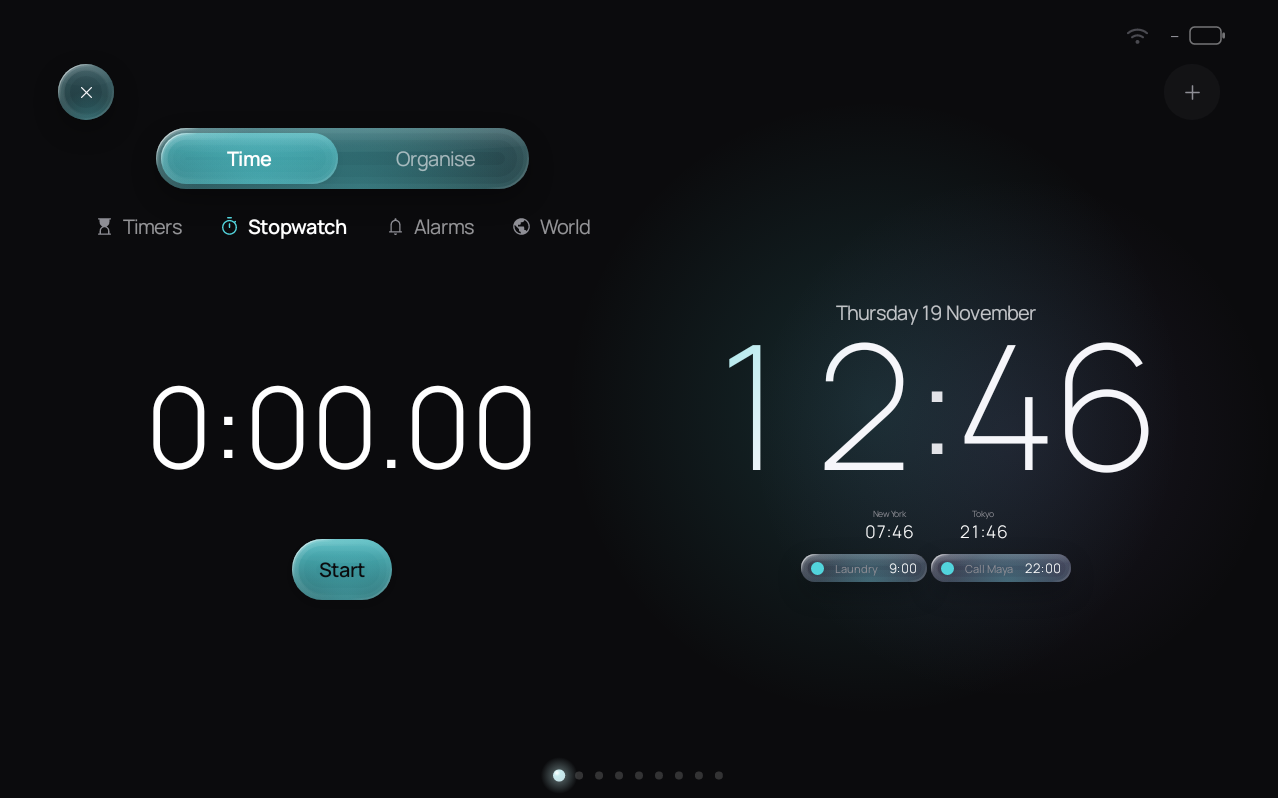 –
Time Organise
Timers Stopwatch Alarms World
Thursday 19 November
0:00.00
12:46
New York Tokyo
07:46 21:46
Laundry 9:00 Call Maya 22:00
Start